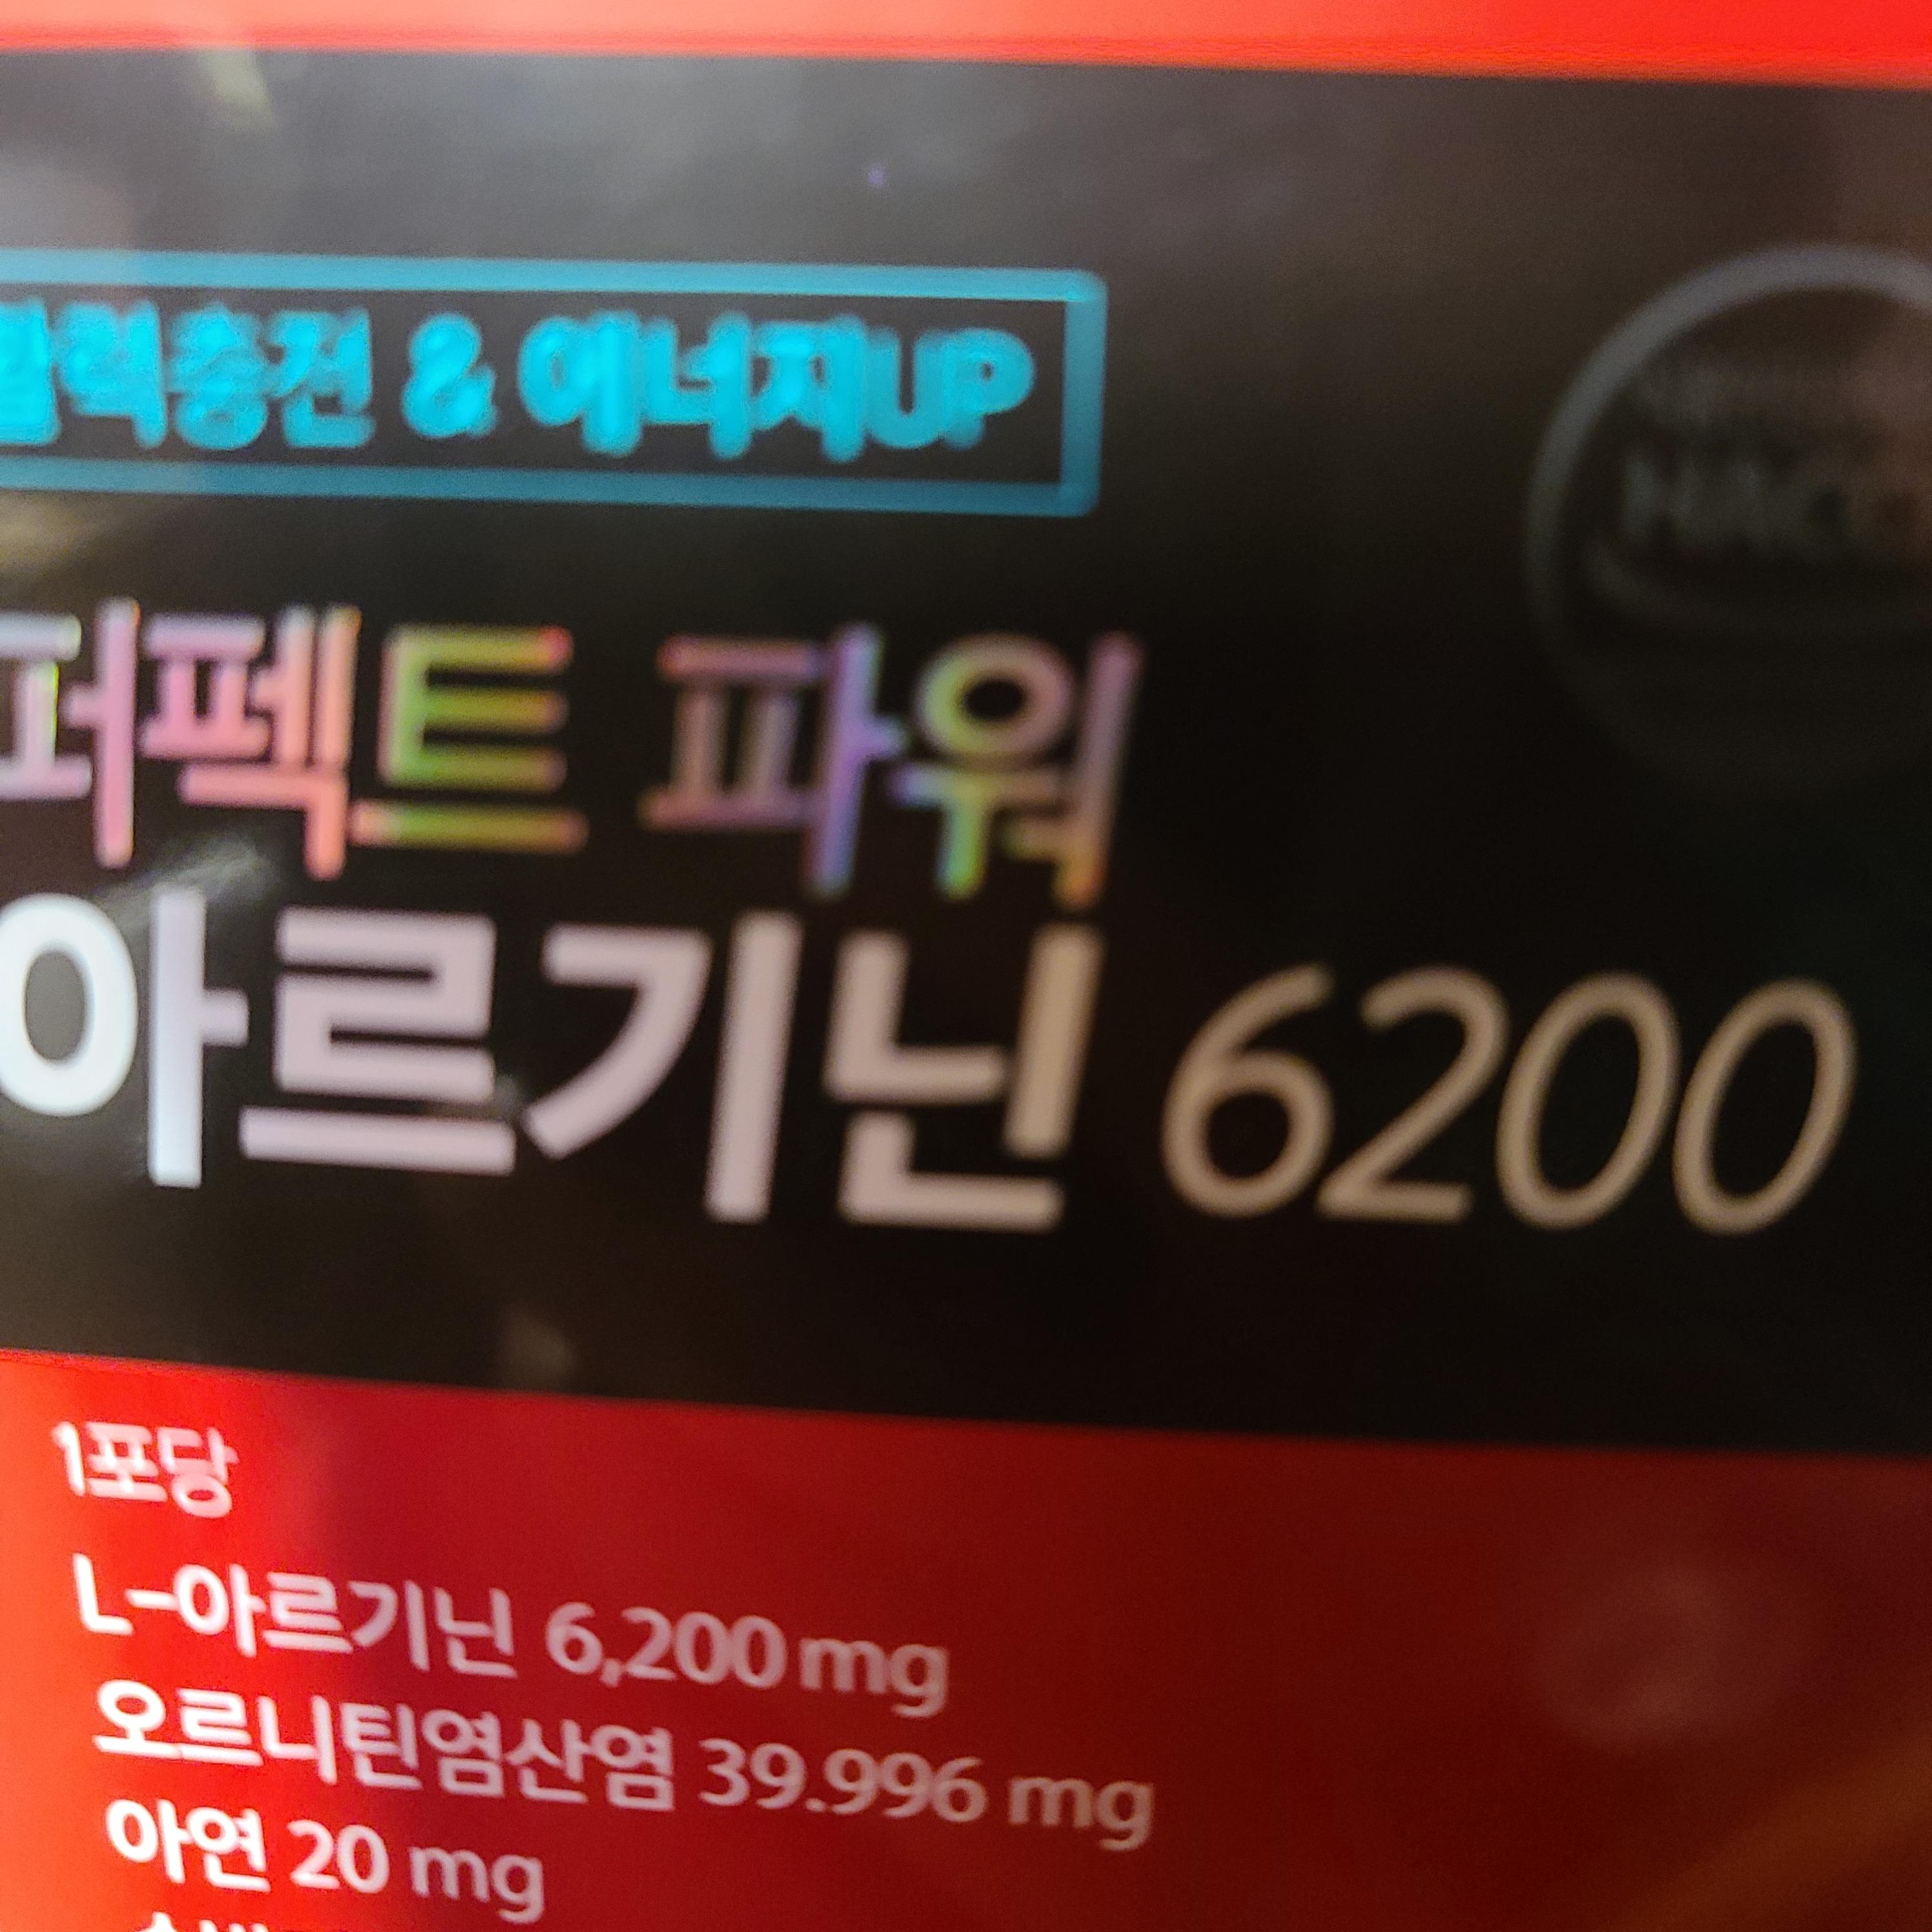 활력충전 & 에너지UP
퍼펙트 파워
아르기닌 6200
1포당
L-아르기닌 6,200 mg
오르니틴염산염 39.996 mg
아연 20 mg